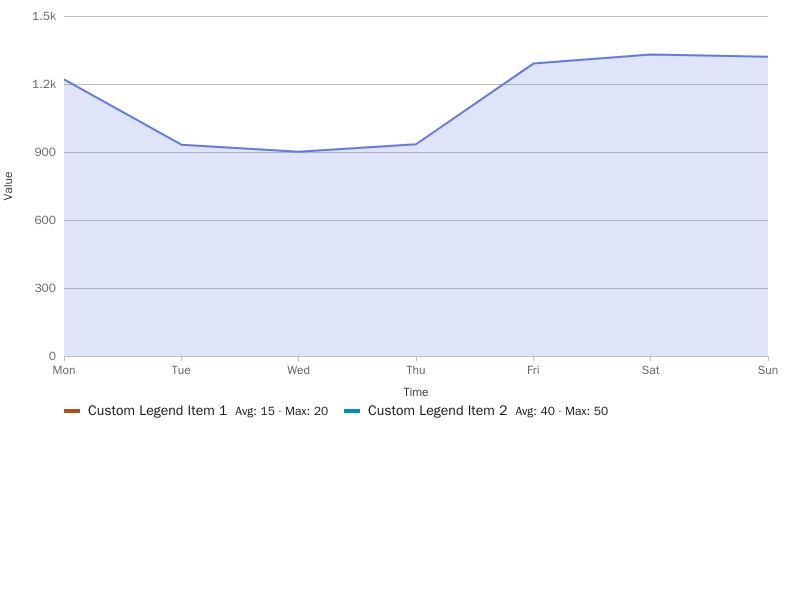 1.5k
1.2k
900
600
300
0
Value
Mon Tue Wed Thu Fri Sat Sun
Time
Custom Legend Item 1 Avg: 15 · Max: 20 Custom Legend Item 2 Avg: 40 · Max: 50